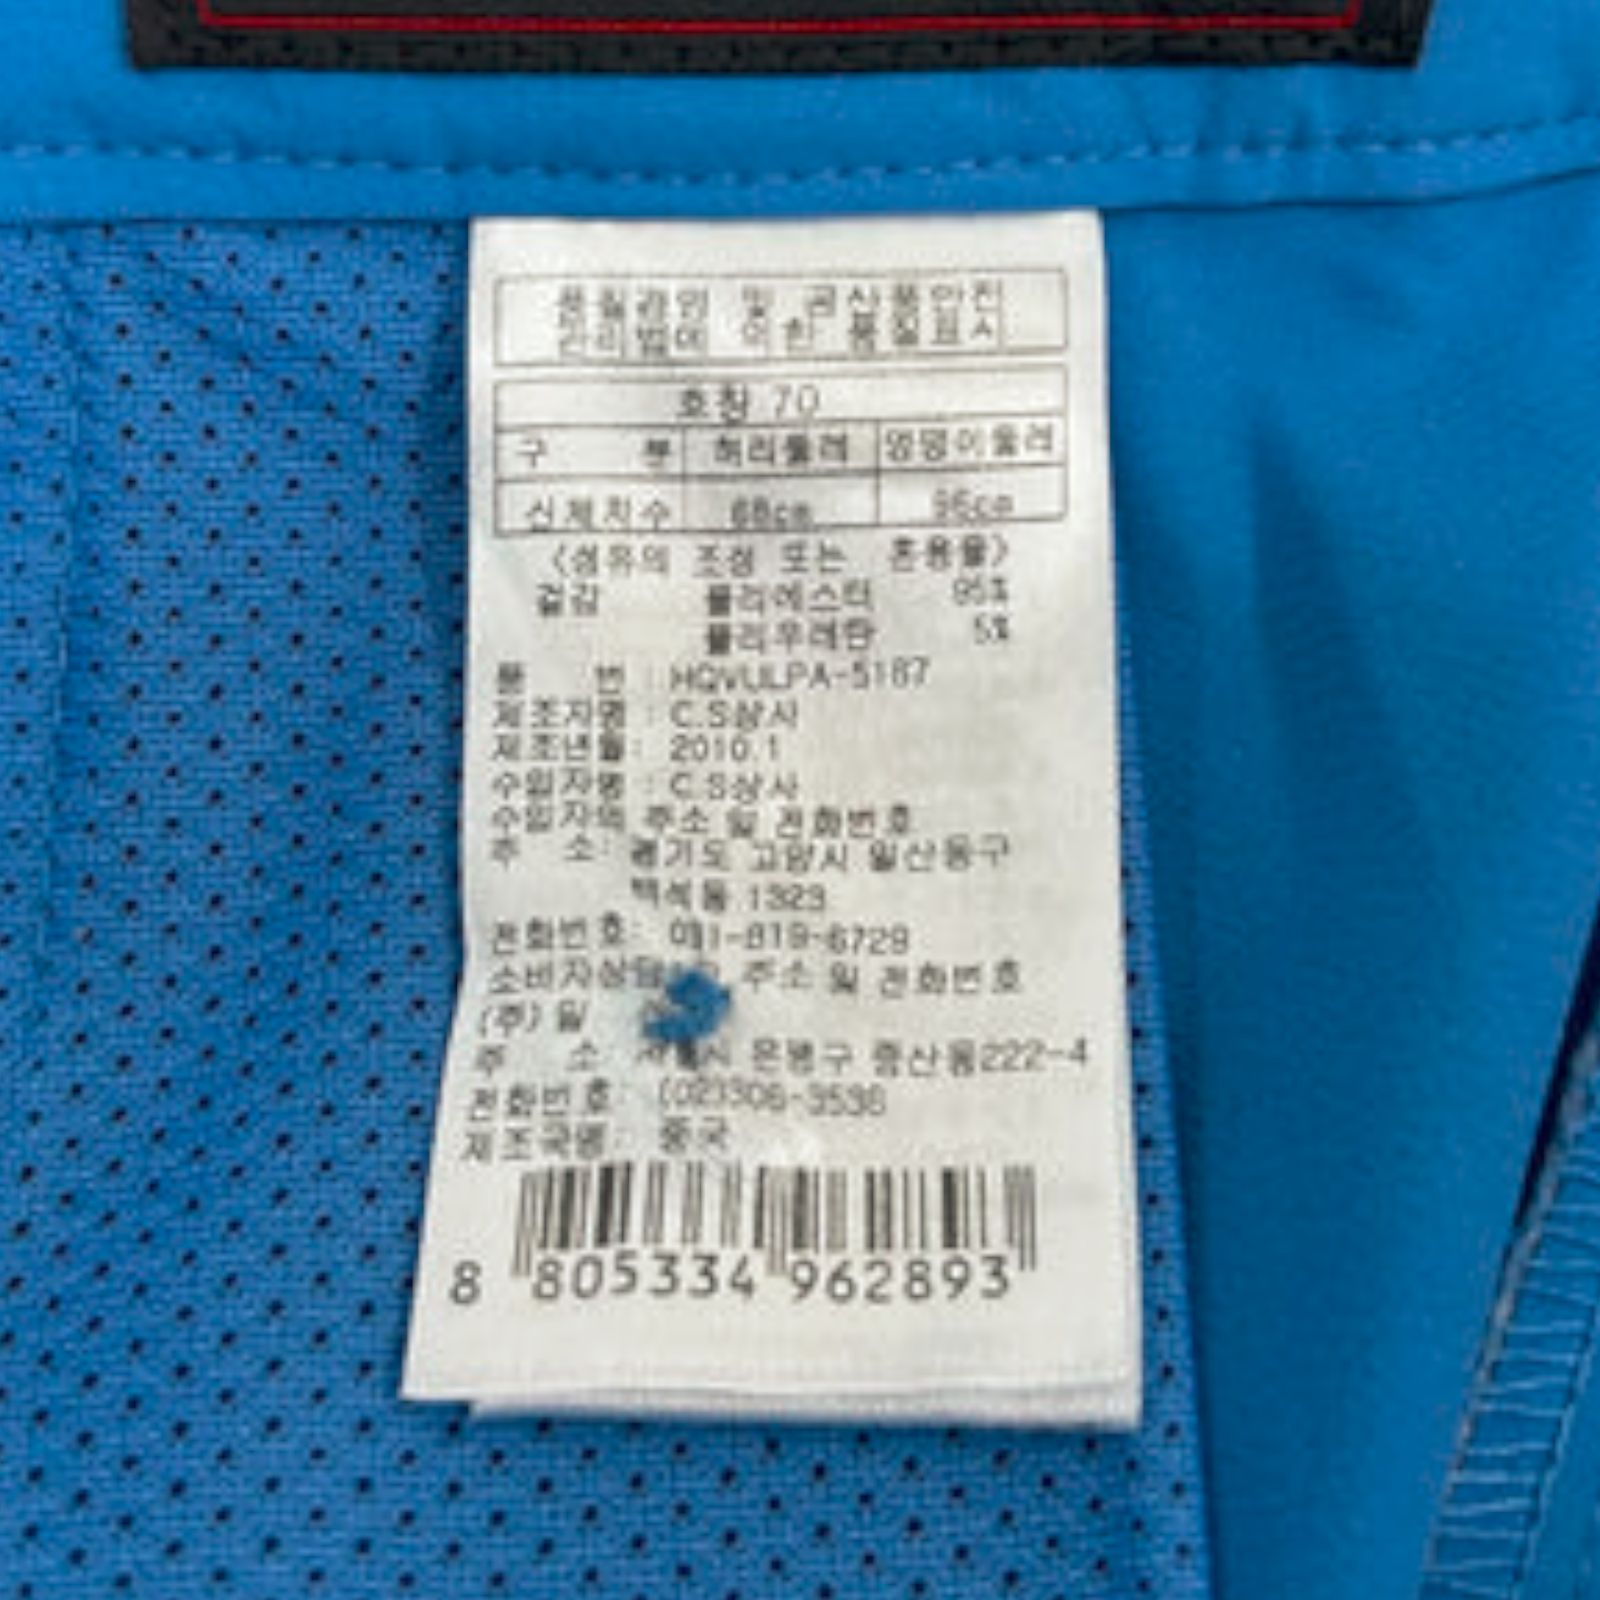 품질경영 및 공산품안전
관리법에 의한 품질표시
호칭 70
구 분 허리둘레 엉덩이둘레
신체치수 68cm 96cm
<섬유의 조성 또는 혼용율>
겉감 폴리에스터 95%
폴리우레탄 5%
품 번 : HQVULPA-5167
제조자명 : C.S상사
제조년월: 2010.1
수입자명 : C.S상사
수입자의 주소 및 전화번호
주 소: 경기도 고양시 일산동구
백석동 1323
전화번호: 031-819-6729
소비자상담 주소 및 전화번호
(주)
주 소 은평구 증산동222-4
전화번호: (02)306-3536
제조국명: 중국
8 805334 962893